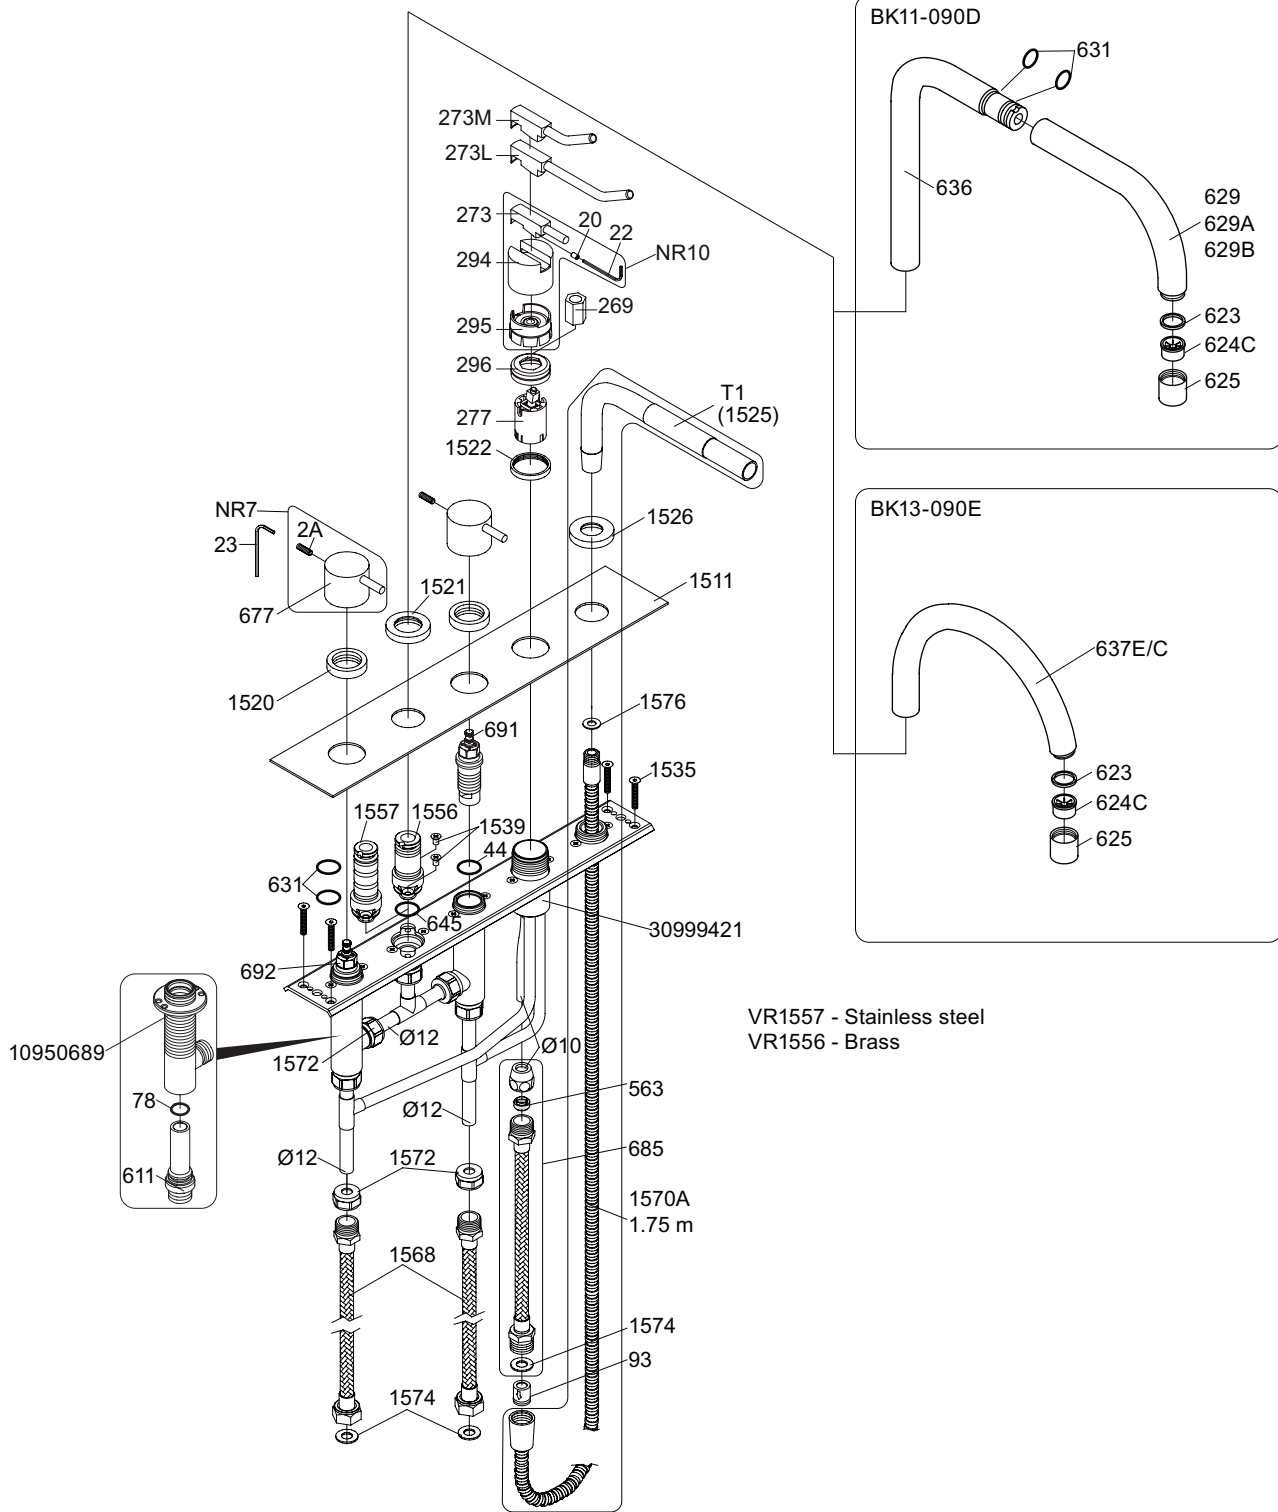 BK11-090D
631
273M
273L
636
629
629A
629B
273
20
22
NR10
294
269
623
295
624C
296
625
T1
(1525)
277
1522
BK13-090E
NR7
2A
23
1526
1521
1511
677
637E/C
1520
1576
691
623
1535
624C
1557
1556
1539
44
625
631
645
30999421
692
VR1557 - Stainless steel
VR1556 - Brass
Ø12
10950689
1572
Ø10
563
78
Ø12
685
Ø12
1572
611
1570A
1.75 m
1568
1574
93
1574